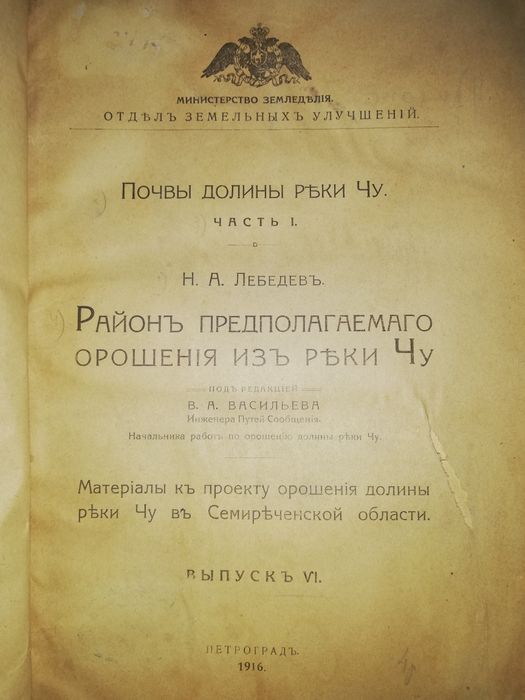 МИНИСТЕРСТВО ЗЕМЛЕДѢЛІЯ.
ОТДѢЛЪ ЗЕМЕЛЬНЫХЪ УЛУЧШЕНІЙ.
ПОЧВЫ ДОЛИНЫ РѢКИ ЧУ.
ЧАСТЬ I.
Н. А. ЛЕБЕДЕВЪ.
РАЙОНЪ ПРЕДПОЛАГАЕМАГО
ОРОШЕНІЯ ИЗЪ РѢКИ ЧУ
ПОДЪ РЕДАКЦІЕЙ
В. А. ВАСИЛЬЕВА
Инженера Путей Сообщенія.
Начальника работъ по орошенію долины рѣки Чу.
Матеріалы къ проекту орошенія долины
рѣки Чу въ Семирѣченской области.
ВЫПУСКЪ VI.
ПЕТРОГРАДЪ.
1916.